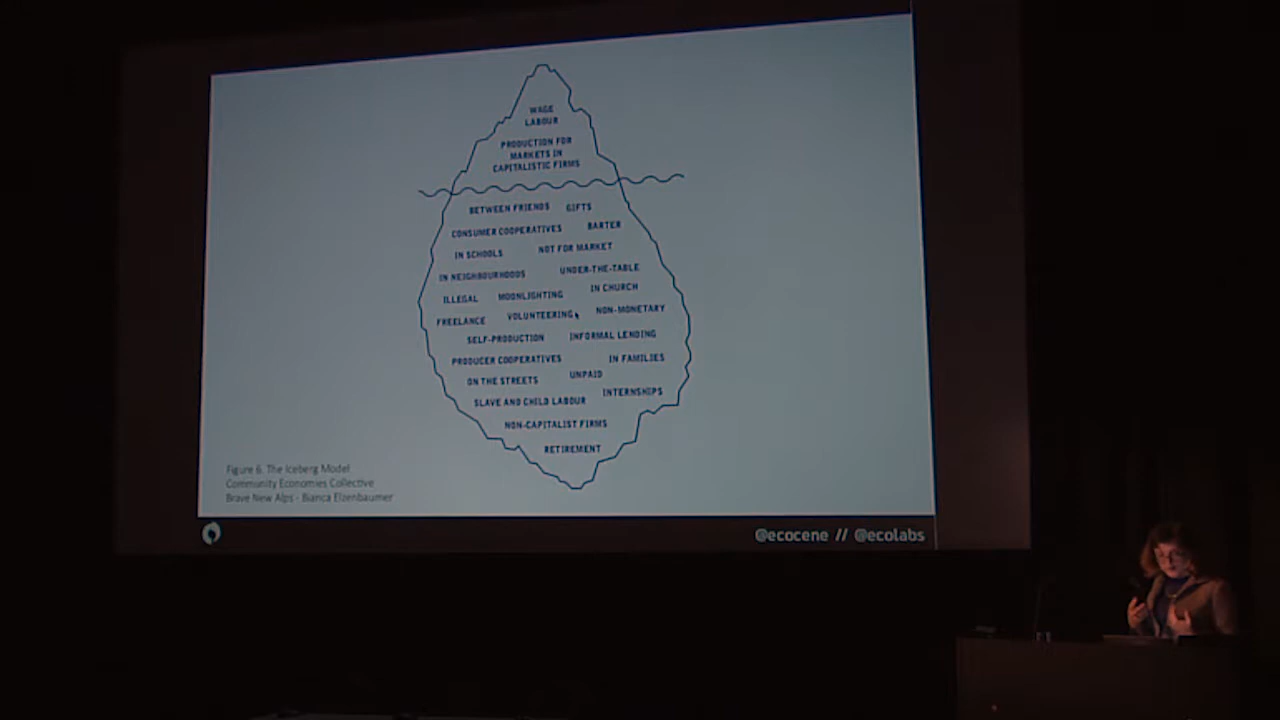 WAGE
LABOUR
PRODUCTION FOR
MARKETS IN
CAPITALISTIC FIRMS
BETWEEN FRIENDS GIFTS
CONSUMER COOPERATIVES BARTER
IN SCHOOLS NOT FOR MARKET
IN NEIGHBOURHOODS UNDER-THE-TABLE
ILLEGAL MOONLIGHTING IN CHURCH
FREELANCE VOLUNTEERING NON-MONETARY
SELF-PRODUCTION INFORMAL LENDING
PRODUCER COOPERATIVES IN FAMILIES
ON THE STREETS UNPAID
SLAVE AND CHILD LABOUR INTERNSHIPS
NON-CAPITALIST FIRMS
RETIREMENT
Figure 6. The Iceberg Model
Community Economies Collective
Brave New Alps - Bianca Elzenbaumer
@ecocene // @ecolabs